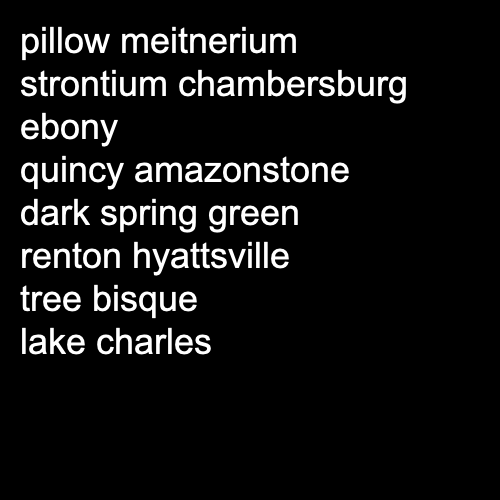 pillow meitnerium
strontium chambersburg
ebony
quincy amazonstone
dark spring green
renton hyattsville
tree bisque
lake charles